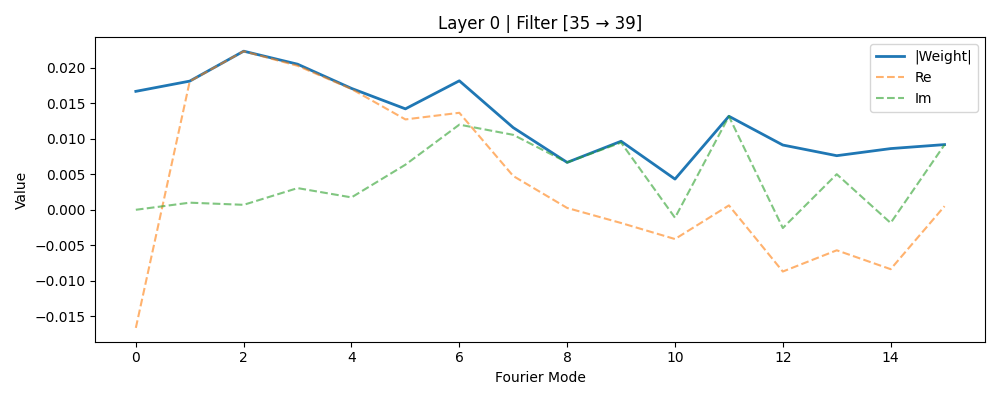 Layer 0 | Filter [35 → 39]
|Weight|
Re
Im
0.020
0.015
0.010
0.005
0.000
−0.005
−0.010
−0.015
Value
0 2 4 6 8 10 12 14
Fourier Mode